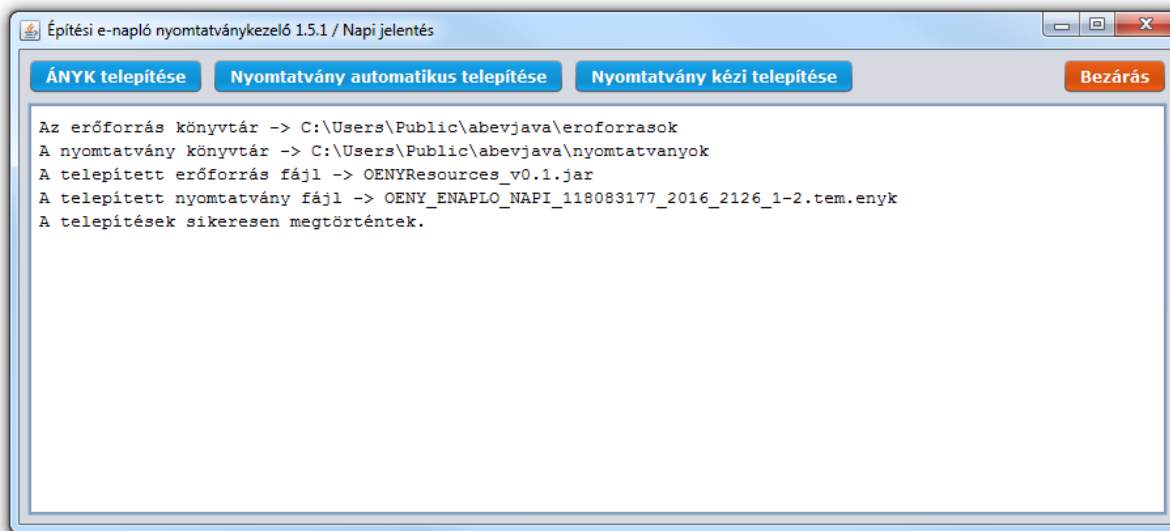 Építési e-napló nyomtatványkezelő 1.5.1 / Napi jelentés
ÁNYK telepítése Nyomtatvány automatikus telepítése Nyomtatvány kézi telepítése Bezárás
Az erőforrás könyvtár -> C:\Users\Public\abevjava\eroforrasok
A nyomtatvány könyvtár -> C:\Users\Public\abevjava\nyomtatvanyok
A telepített erőforrás fájl -> OENYResources_v0.1.jar
A telepített nyomtatvány fájl -> OENY_ENAPLO_NAPI_118083177_2016_2126_1-2.tem.enyk
A telepítések sikeresen megtörténtek.